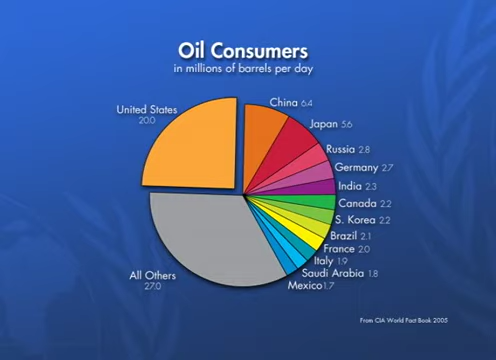 Oil Consumers
in millions of barrels per day
United States
20.0
China 6.4
Japan 5.6
Russia 2.8
Germany 2.7
India 2.3
Canada 2.2
S. Korea 2.2
Brazil 2.1
France 2.0
Italy 1.9
Saudi Arabia 1.8
Mexico 1.7
All Others
27.0
From CIA World Fact Book 2005